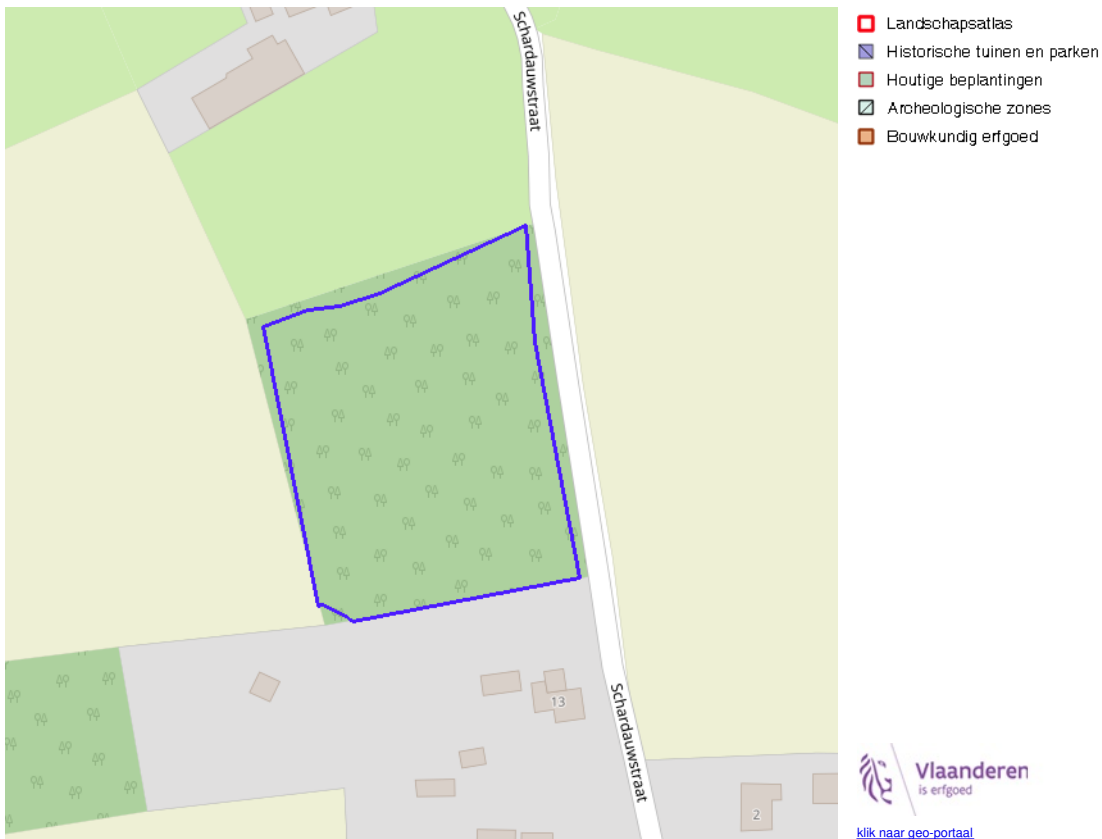 Schardauwstraat
13
Schardauwstraat
2
Landschapsatlas
Historische tuinen en parken
Houtige beplantingen
Archeologische zones
Bouwkundig erfgoed
Vlaanderen
is erfgoed
klik naar geo-portaal